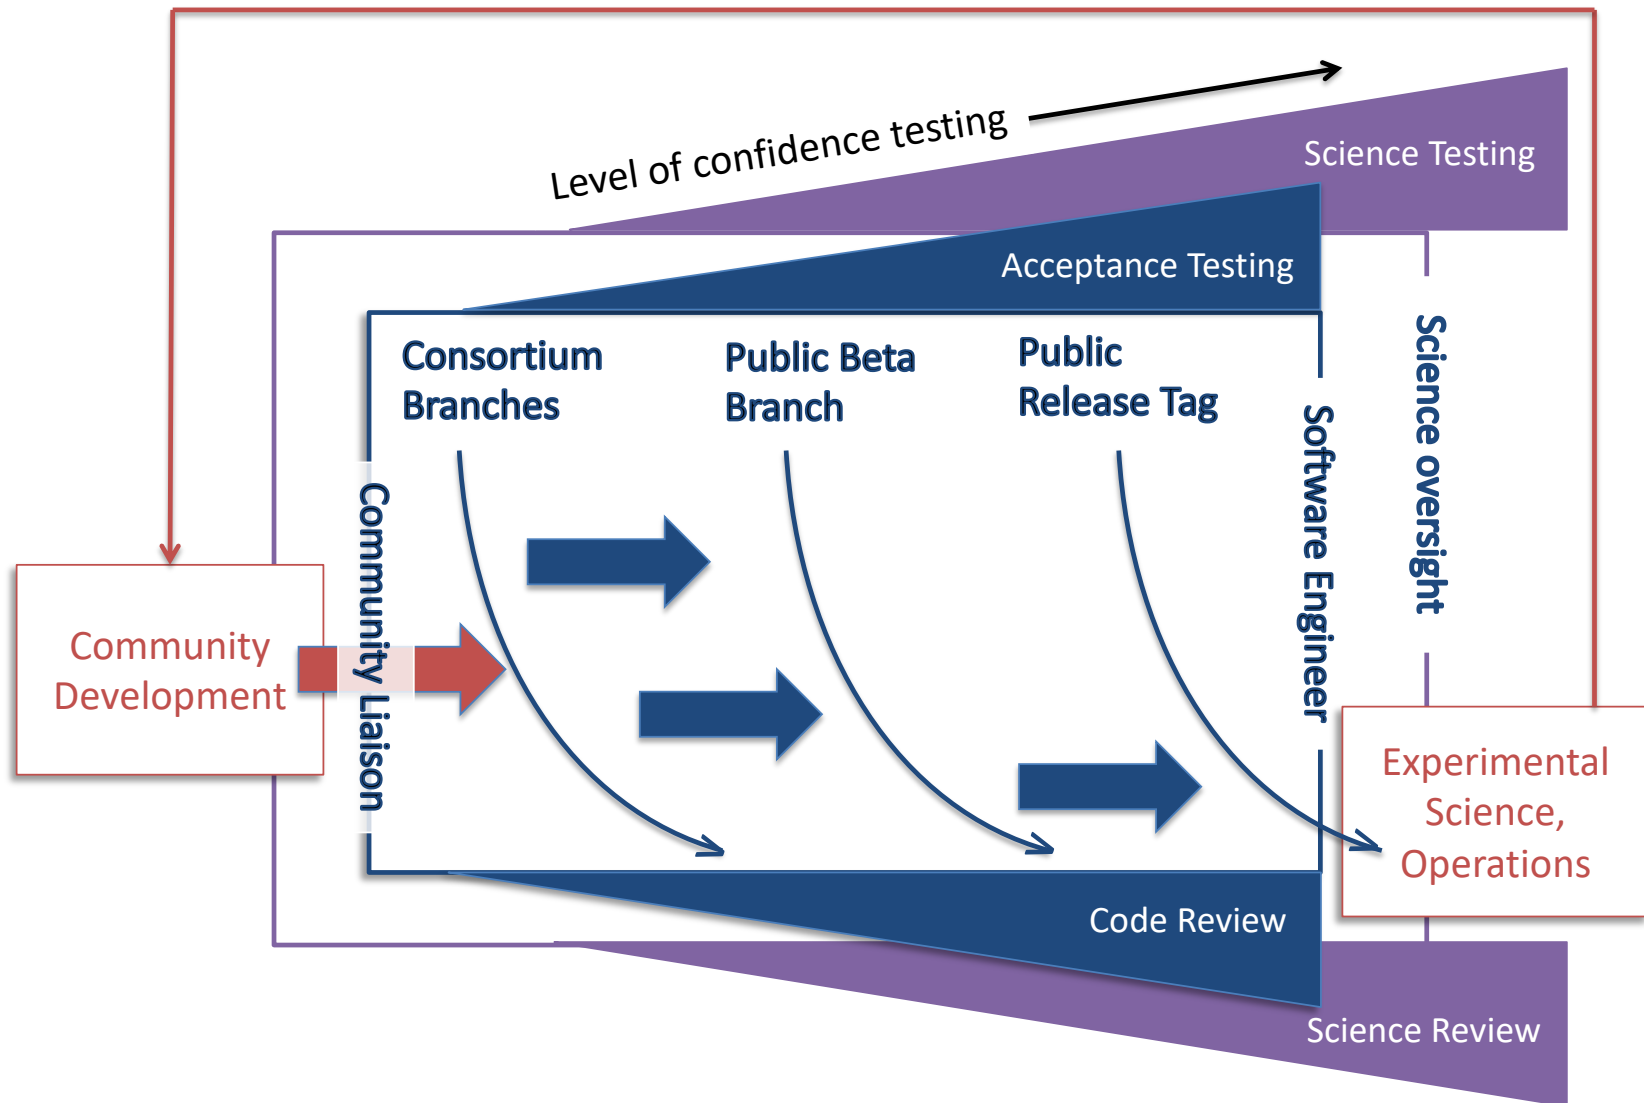 Level of confidence testing
Science Testing
Acceptance Testing
Consortium
Branches
Public Beta
Branch
Public
Release Tag
Community Liaison
Software Engineer
Science oversight
Community
Development
Experimental
Science,
Operations
Code Review
Science Review